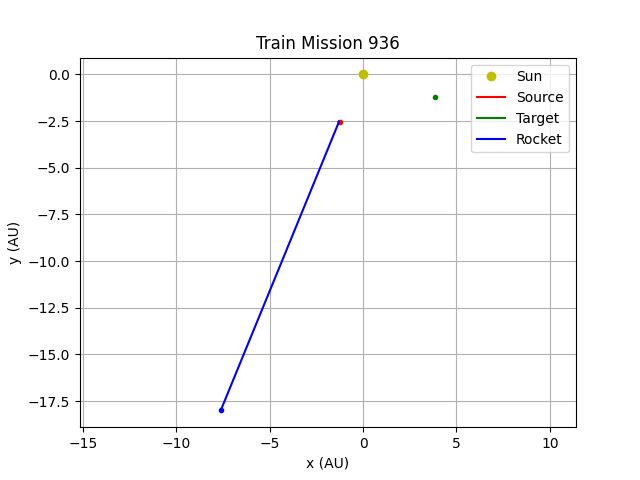 Train Mission 936
Sun
Source
Target
Rocket
0.0
−2.5
−5.0
−7.5
−10.0
−12.5
−15.0
−17.5
y (AU)
−15
−10
−5
0
5
10
x (AU)